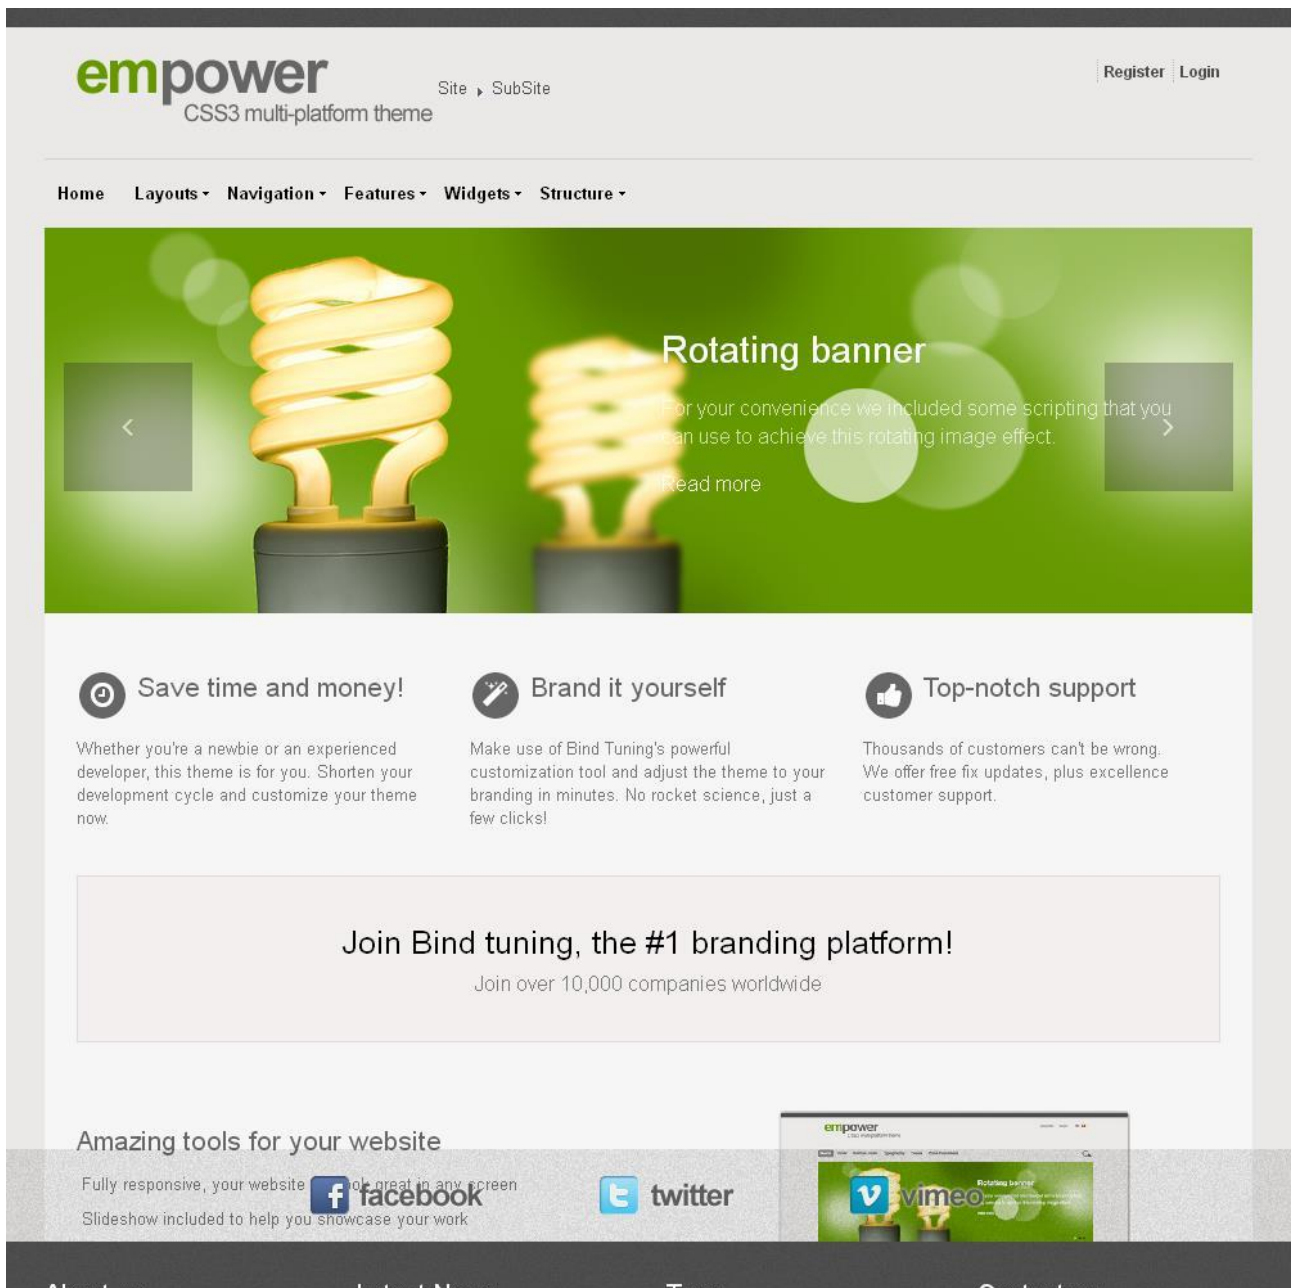 empower
CSS3 multi-platform theme
Site SubSite
Register Login
Home Layouts Navigation Features Widgets Structure
Rotating banner
For your convenience we included some scripting that you
can use to achieve this rotating image effect.
Read more
Save time and money!
Whether you're a newbie or an experienced
developer, this theme is for you. Shorten your
development cycle and customize your theme
now.
Brand it yourself
Make use of Bind Tuning's powerful
customization tool and adjust the theme to your
branding in minutes. No rocket science, just a
few clicks!
Top-notch support
Thousands of customers can't be wrong.
We offer free fix updates, plus excellence
customer support.
Join Bind tuning, the #1 branding platform!
Join over 10,000 companies worldwide
Amazing tools for your website
Fully responsive, your website great in any screen
Slideshow included to help you showcase your work
empower
Rotating banner
facebook
twitter
vimeo